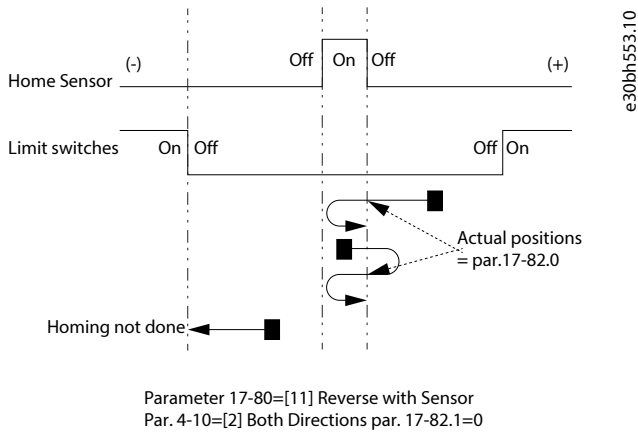 e30bh553.10
(-)
Off
On
Off
(+)
Home Sensor
Limit switches
On
Off
Off
On
Actual positions
= par.17-82.0
Homing not done
Parameter 17-80=[11] Reverse with Sensor
Par. 4-10=[2] Both Directions par. 17-82.1=0